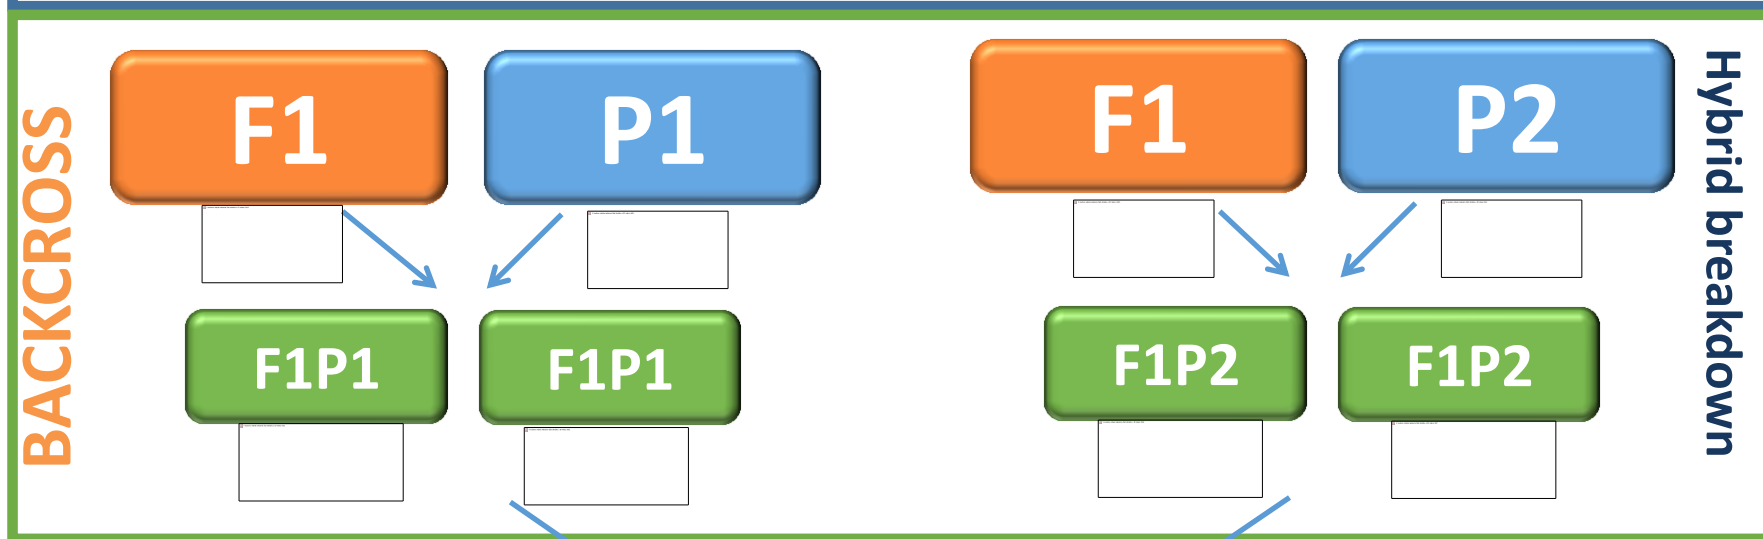 BACKCROSS
F1
P1
F1P1
F1P1
F1
P2
F1P2
F1P2
Hybrid breakdown